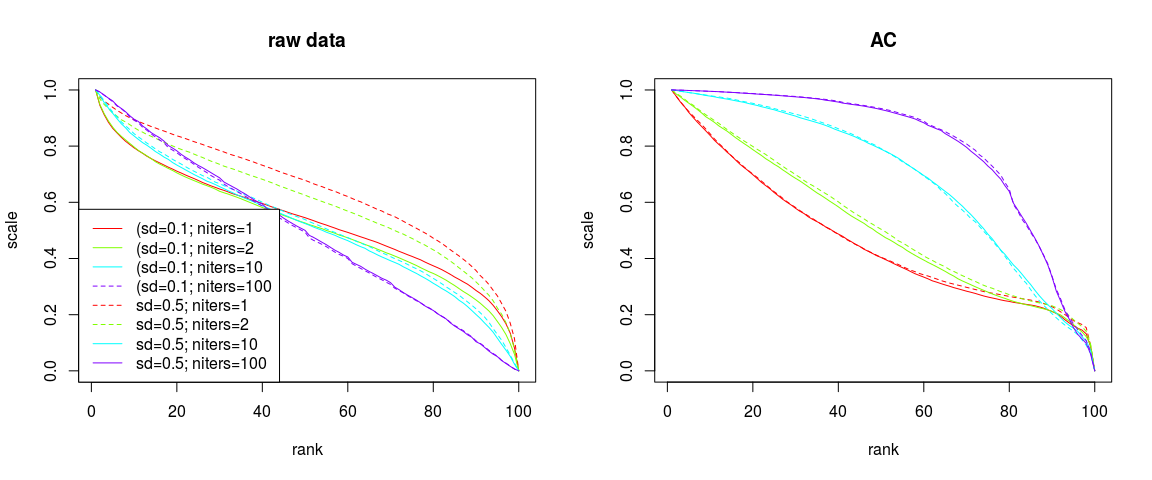 raw data
scale
0.0 0.2 0.4 0.6 0.8 1.0
(sd=0.1; niters=1
(sd=0.1; niters=2
(sd=0.1; niters=10
(sd=0.1; niters=100
sd=0.5; niters=1
sd=0.5; niters=2
sd=0.5; niters=10
sd=0.5; niters=100
0 20 40 60 80 100
rank
AC
scale
0.0 0.2 0.4 0.6 0.8 1.0
0 20 40 60 80 100
rank